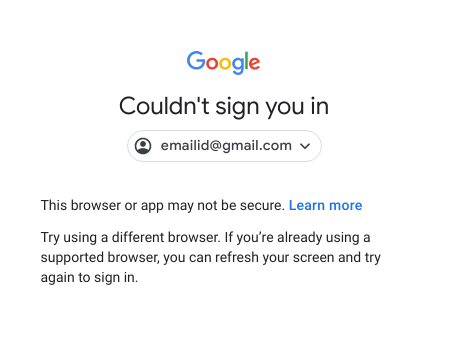 Google
Couldn't sign you in
emailid@gmail.com
This browser or app may not be secure. Learn more
Try using a different browser. If you’re already using a
supported browser, you can refresh your screen and try
again to sign in.